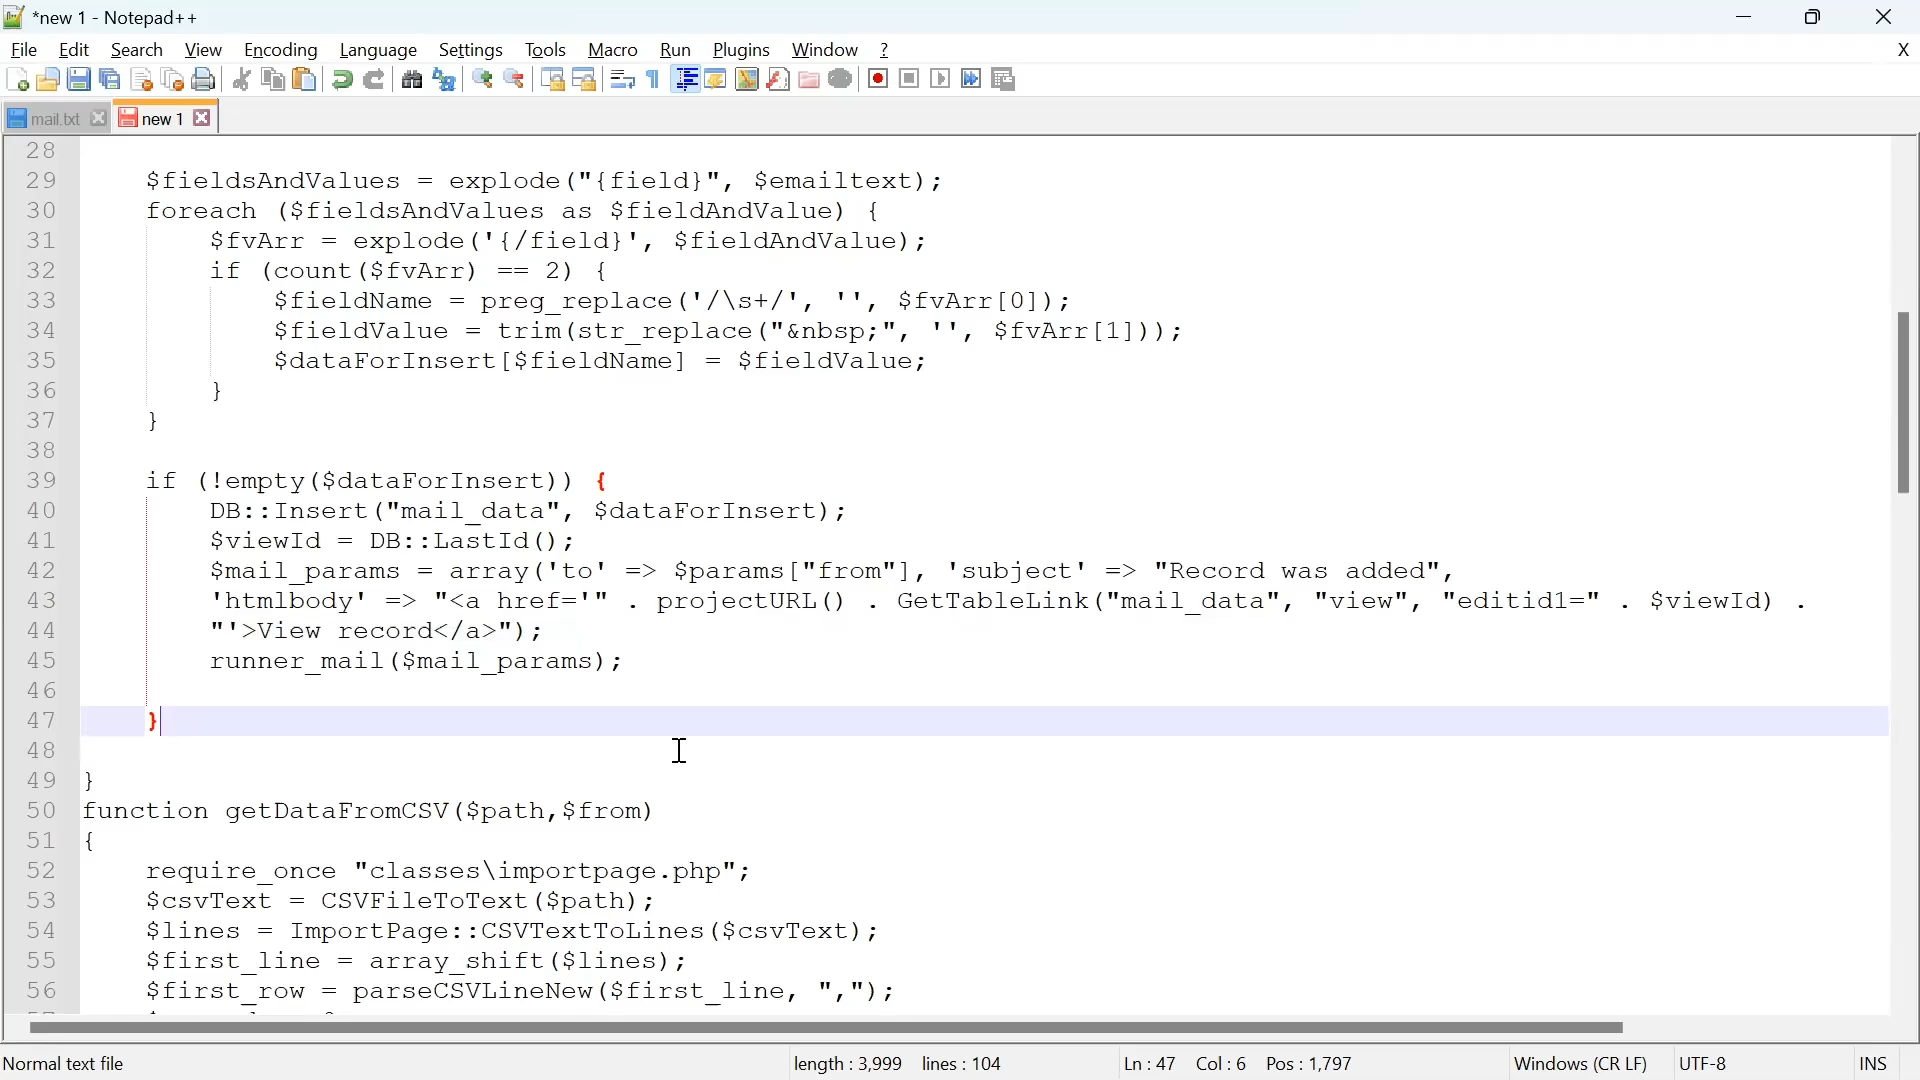 *new 1 - Notepad++
File Edit Search View Encoding Language Settings Tools Macro Run Plugins Window ? X
mail.txt new 1
28
29 $fieldsAndValues = explode("{field}", $emailtext);
30 foreach ($fieldsAndValues as $fieldAndValue) {
31 $fvArr = explode('{/field}', $fieldAndValue);
32 if (count($fvArr) == 2) {
33 $fieldName = preg_replace('/\s+/', '', $fvArr[0]);
34 $fieldValue = trim(str_replace("&nbsp;", '', $fvArr[1]));
35 $dataForInsert[$fieldName] = $fieldValue;
36 }
37 }
38
39 if (!empty($dataForInsert)) {
40 DB::Insert("mail_data", $dataForInsert);
41 $viewId = DB::LastId();
42 $mail_params = array('to' => $params["from"], 'subject' => "Record was added",
43 'htmlbody' => "<a href='" . projectURL() . GetTableLink("mail_data", "view", "editid1=" . $viewId) .
44 "'>View record</a>");
45 runner_mail($mail_params);
46
47 }
48
49 }
50 function getDataFromCSV($path,$from)
51 {
52 require_once "classes\importpage.php";
53 $csvText = CSVFileToText($path);
54 $lines = ImportPage::CSVTextToLines($csvText);
55 $first_line = array_shift($lines);
56 $first_row = parseCSVLineNew($first_line, ",");
Normal text file length : 3,999 lines : 104 Ln : 47 Col : 6 Pos : 1,797 Windows (CR LF) UTF-8 INS